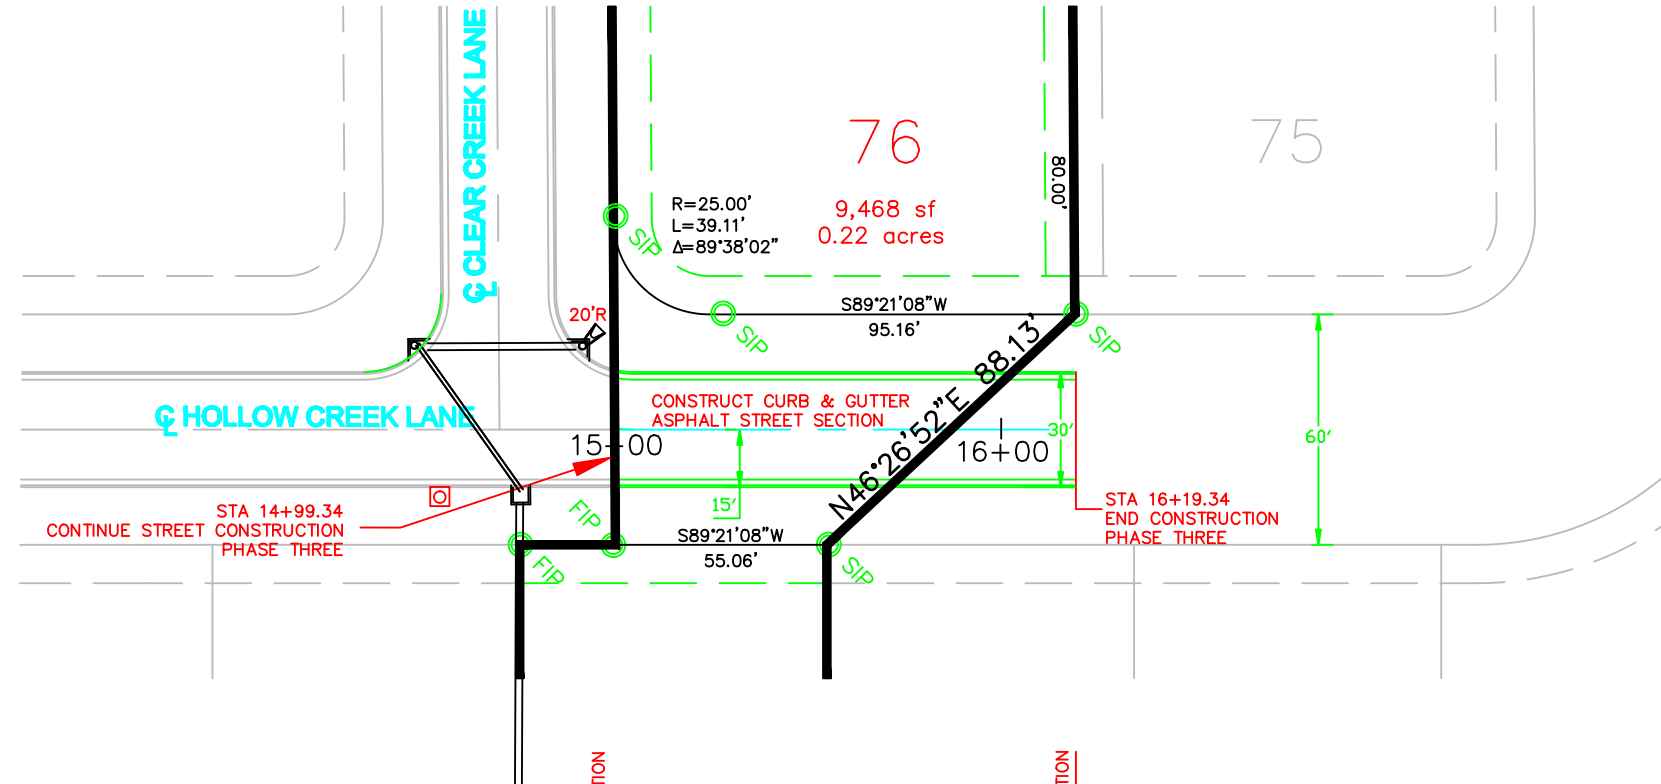 ℄ CLEAR CREEK LANE
76
75
9,468 sf
0.22 acres
80.00'
R=25.00'
L=39.11'
Δ=89°38'02"
SIP
S89°21'08"W
95.16'
SIP
SIP
20'R
N46°26'52"E 88.13'
℄ HOLLOW CREEK LANE
CONSTRUCT CURB & GUTTER
ASPHALT STREET SECTION
15+00
16+00
30'
60'
15'
STA 14+99.34
CONTINUE STREET CONSTRUCTION
PHASE THREE
STA 16+19.34
END CONSTRUCTION
PHASE THREE
FIP
S89°21'08"W
55.06'
FIP
SIP
TION
TION